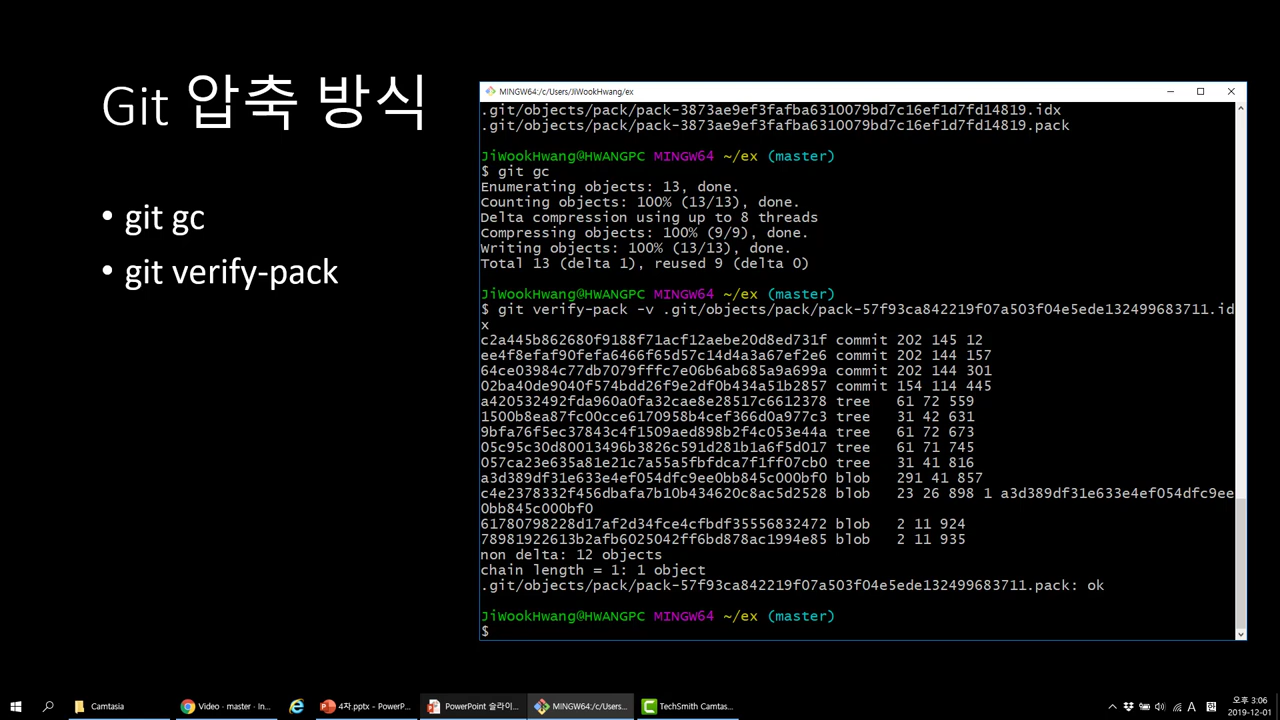 Git 압축 방식
• git gc
• git verify-pack
MINGW64:/c/Users/JiWookHwang/ex
.git/objects/pack/pack-3873ae9ef3fafba6310079bd7c16ef1d7fd14819.idx
.git/objects/pack/pack-3873ae9ef3fafba6310079bd7c16ef1d7fd14819.pack
JiWookHwang@HWANGPC MINGW64 ~/ex (master)
$ git gc
Enumerating objects: 13, done.
Counting objects: 100% (13/13), done.
Delta compression using up to 8 threads
Compressing objects: 100% (9/9), done.
Writing objects: 100% (13/13), done.
Total 13 (delta 1), reused 9 (delta 0)
JiWookHwang@HWANGPC MINGW64 ~/ex (master)
$ git verify-pack -v .git/objects/pack/pack-57f93ca842219f07a503f04e5ede132499683711.id
x
c2a445b862680f9188f71acf12aebe20d8ed731f commit 202 145 12
ee4f8efaf90fefa6466f65d57c14d4a3a67ef2e6 commit 202 144 157
64ce03984c77db7079fffc7e06b6ab685a9a699a commit 202 144 301
02ba40de9040f574bdd26f9e2df0b434a51b2857 commit 154 114 445
a420532492fda960a0fa32cae8e28517c6612378 tree   61 72 559
1500b8ea87fc00cce6170958b4cef366d0a977c3 tree   31 42 631
9bfa76f5ec37843c4f1509aed898b2f4c053e44a tree   61 72 673
05c95c30d80013496b3826c591d281b1a6f5d017 tree   61 71 745
057ca23e635a81e21c7a55a5fbfdca7f1ff07cb0 tree   31 41 816
a3d389df31e633e4ef054dfc9ee0bb845c000bf0 blob   291 41 857
c4e2378332f456dbafa7b10b434620c8ac5d2528 blob   23 26 898 1 a3d389df31e633e4ef054dfc9ee
0bb845c000bf0
61780798228d17af2d34fce4cfbdf35556832472 blob   2 11 924
78981922613b2afb6025042ff6bd878ac1994e85 blob   2 11 935
non delta: 12 objects
chain length = 1: 1 object
.git/objects/pack/pack-57f93ca842219f07a503f04e5ede132499683711.pack: ok
JiWookHwang@HWANGPC MINGW64 ~/ex (master)
$
Camtasia
Video · master · In...
4차.pptx - PowerP...
PowerPoint 슬라이...
MINGW64:/c/Users...
TechSmith Camtas...
A
오후 3:06
2019-12-01